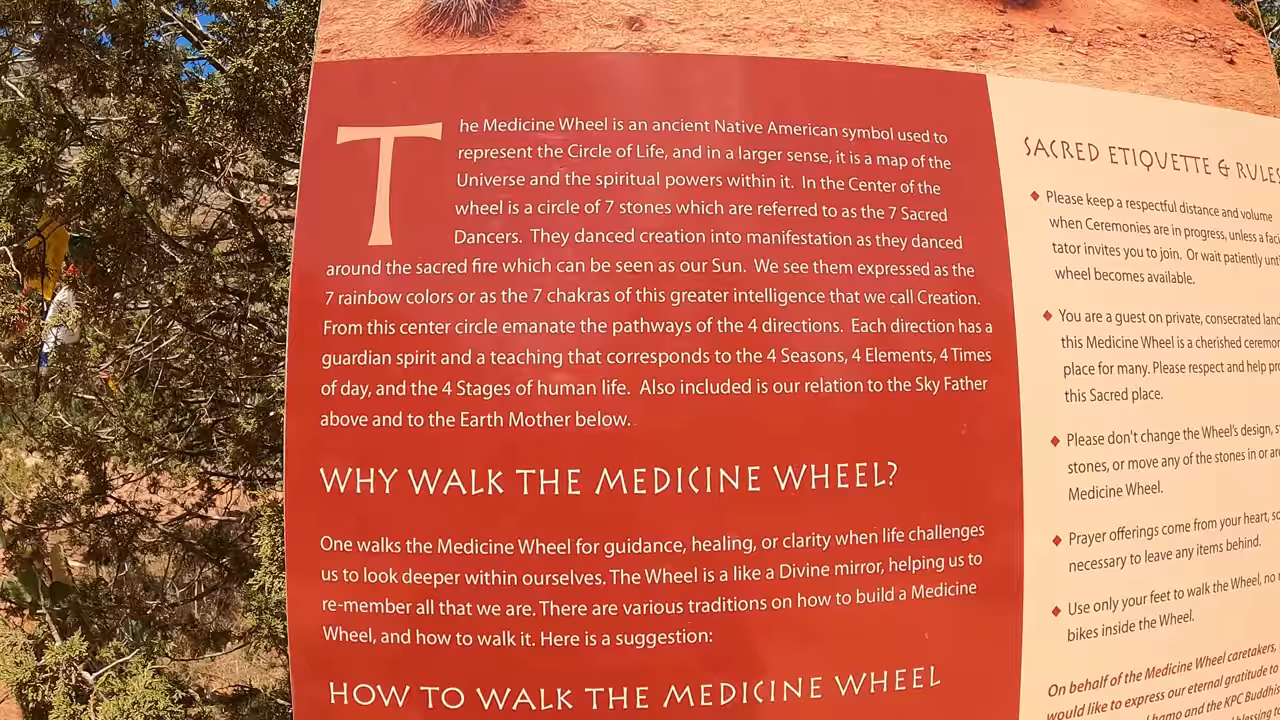 The Medicine Wheel is an ancient Native American symbol used to
represent the Circle of Life, and in a larger sense, it is a map of the
Universe and the spiritual powers within it. In the Center of the
wheel is a circle of 7 stones which are referred to as the 7 Sacred
Dancers. They danced creation into manifestation as they danced
around the sacred fire which can be seen as our Sun. We see them expressed as the
7 rainbow colors or as the 7 chakras of this greater intelligence that we call Creation.
From this center circle emanate the pathways of the 4 directions. Each direction has a
guardian spirit and a teaching that corresponds to the 4 Seasons, 4 Elements, 4 Times
of day, and the 4 Stages of human life. Also included is our relation to the Sky Father
above and to the Earth Mother below.
WHY WALK THE MEDICINE WHEEL?
One walks the Medicine Wheel for guidance, healing, or clarity when life challenges
us to look deeper within ourselves. The Wheel is a like a Divine mirror, helping us to
re-member all that we are. There are various traditions on how to build a Medicine
Wheel, and how to walk it. Here is a suggestion:
HOW TO WALK THE MEDICINE WHEEL
SACRED ETIQUETTE & RULES
Please keep a respectful distance and volume
when Ceremonies are in progress, unless a
tator invites you to join. Or wait patiently
wheel becomes available.
You are a guest on private, consecrated
this Medicine Wheel is a cherished
place for many. Please respect and help
this Sacred place.
Please don't change the Wheel's design,
stones, or move any of the stones in or
Medicine Wheel.
Prayer offerings come from your heart,
necessary to leave any items behind.
Use only your feet to walk the Wheel, no
bikes inside the Wheel.
On behalf of the Medicine Wheel caretakers,
would like to express our eternal gratitude to
and the KPC